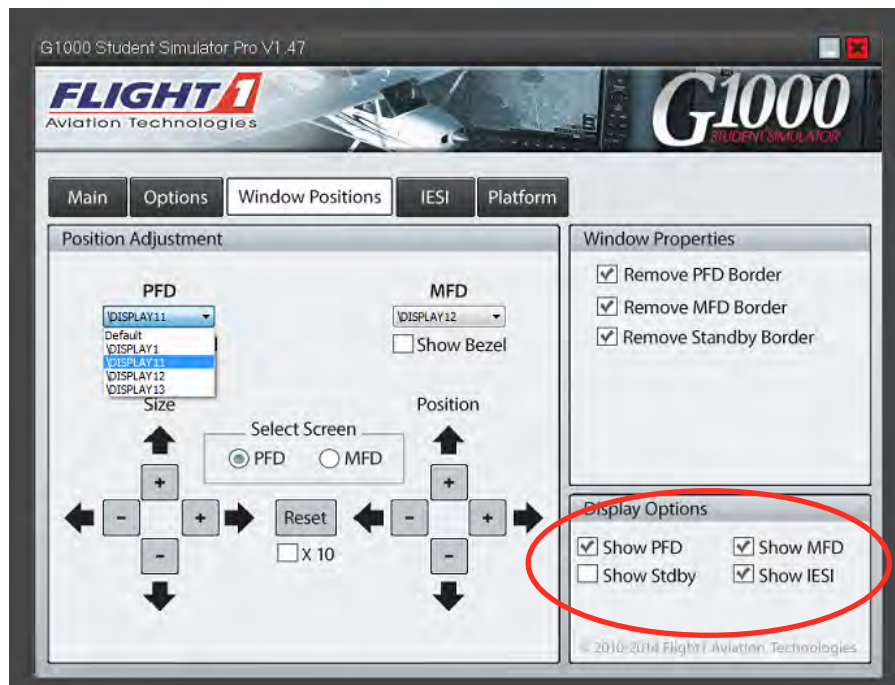 G1000 Student Simulator Pro V1.47
FLIGHT1
Aviation Technologies
G1000
STUDENT SIMULATOR
Main Options Window Positions IESI Platform
Position Adjustment
PFD MFD
\DISPLAY11 \DISPLAY12
Default
\DISPLAY1
\DISPLAY11
\DISPLAY12
\DISPLAY13
Show Bezel
Size Position
Select Screen
PFD MFD
+ +
- + Reset - +
X 10
- -
Window Properties
Remove PFD Border
Remove MFD Border
Remove Standby Border
Display Options
Show PFD Show MFD
Show Stdby Show IESI
© 2010-2014 Flight1 Aviation Technologies